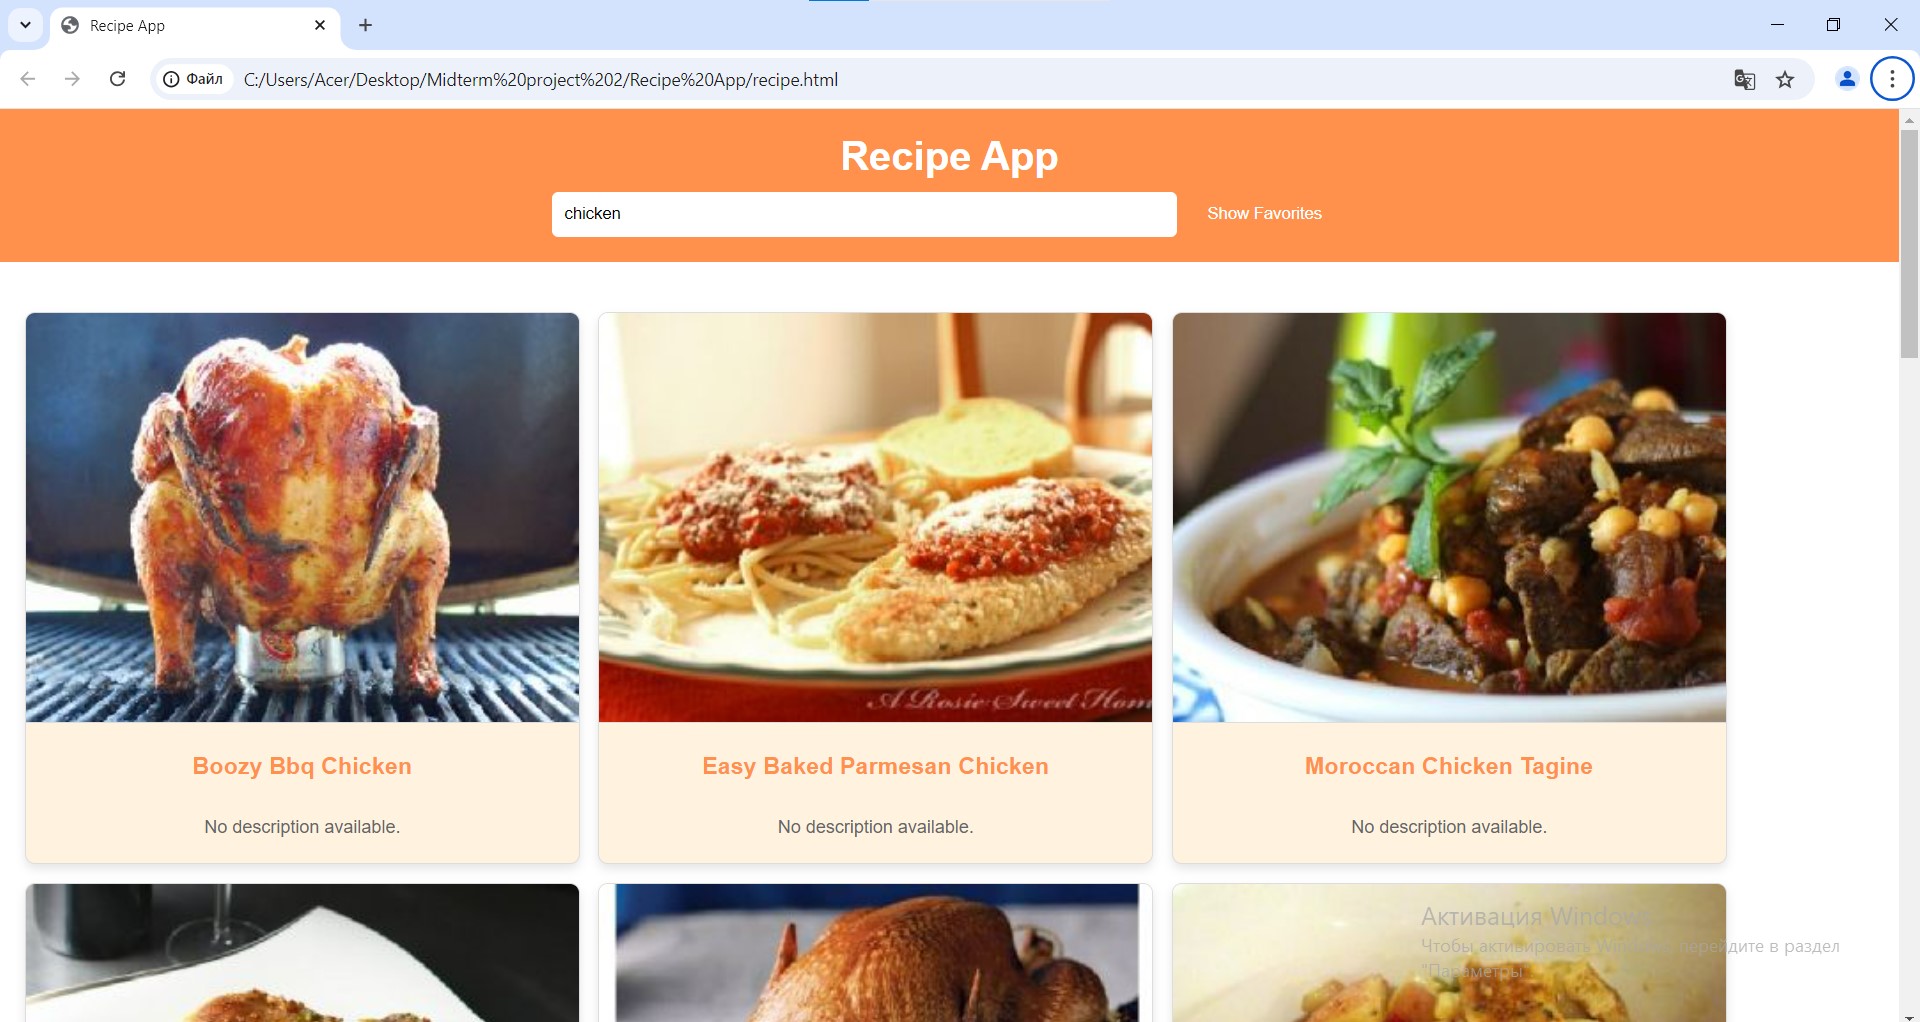 Recipe App
Файл
C:/Users/Acer/Desktop/Midterm%20project%202/Recipe%20App/recipe.html
Recipe App
chicken
Show Favorites
A Rosie Sweet Hom
Boozy Bbq Chicken
Easy Baked Parmesan Chicken
Moroccan Chicken Tagine
No description available.
No description available.
No description available.
Активация Windows
Чтобы активировать Windows, перейдите в раздел
"Параметры